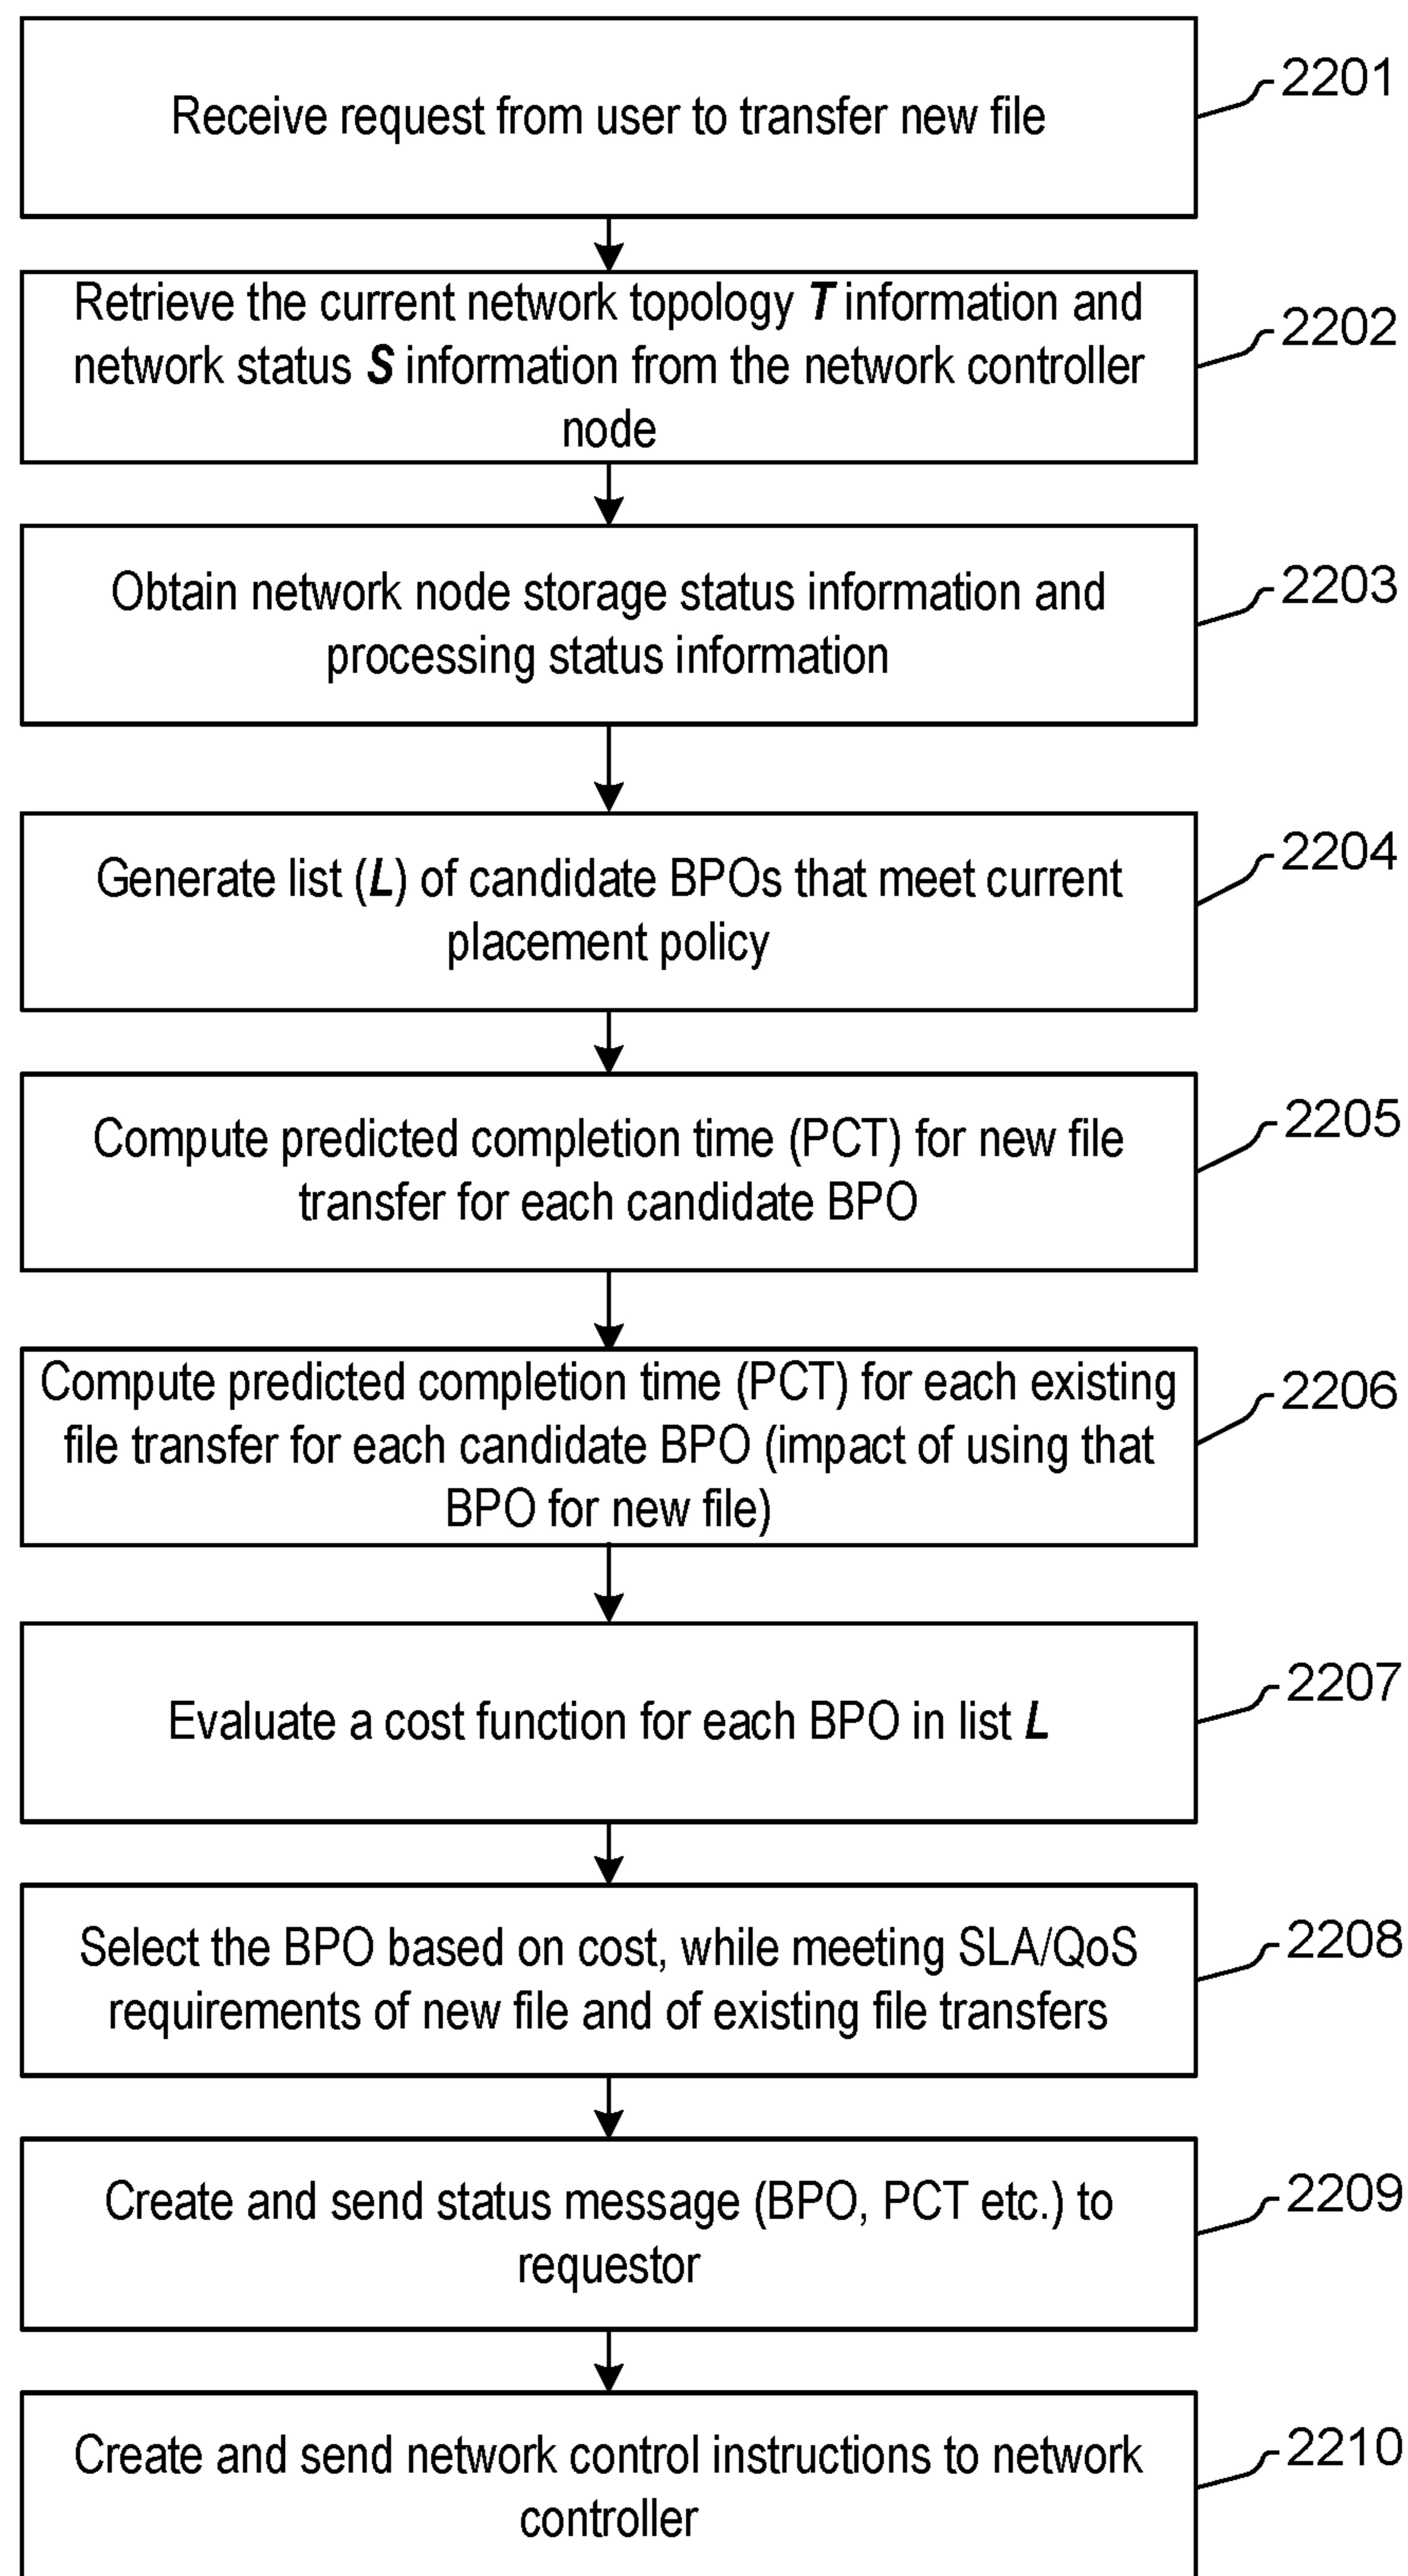 Receive request from user to transfer new file
2201
Retrieve the current network topology T information and
network status S information from the network controller
node
2202
Obtain network node storage status information and
processing status information
2203
Generate list (L) of candidate BPOs that meet current
placement policy
2204
Compute predicted completion time (PCT) for new file
transfer for each candidate BPO
2205
Compute predicted completion time (PCT) for each existing
file transfer for each candidate BPO (impact of using that
BPO for new file)
2206
Evaluate a cost function for each BPO in list L
2207
Select the BPO based on cost, while meeting SLA/QoS
requirements of new file and of existing file transfers
2208
Create and send status message (BPO, PCT etc.) to
requestor
2209
Create and send network control instructions to network
controller
2210